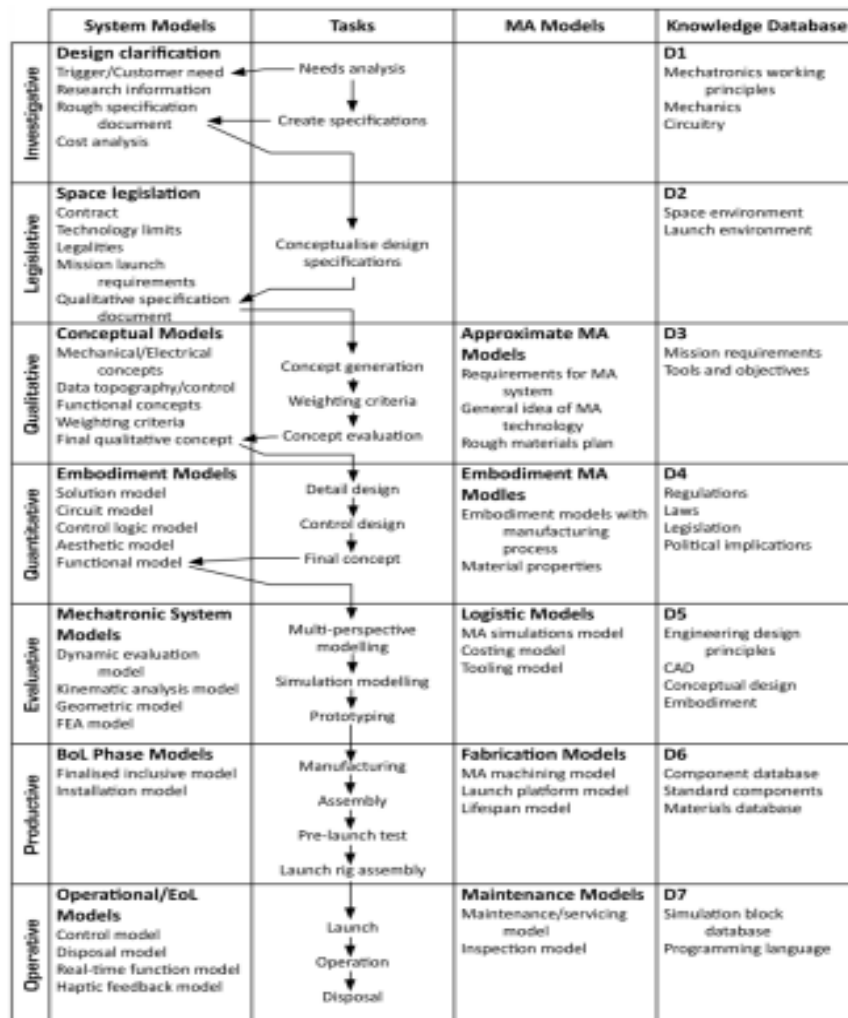 System Models Tasks MA Models Knowledge Database
Investigative
Design clarification
Trigger/Customer need
Research information
Rough specification
document
Cost analysis
Needs analysis
Create specifications
D1
Mechatronics working
principles
Mechanics
Circuitry
Legislative
Space legislation
Contract
Technology limits
Legalities
Mission launch
requirements
Qualitative specification
document
Conceptualise design
specifications
D2
Space environment
Launch environment
Qualitative
Conceptual Models
Mechanical/Electrical
concepts
Data topography/control
Functional concepts
Weighting criteria
Final qualitative concept
Concept generation
Weighting criteria
Concept evaluation
Approximate MA
Models
Requirements for MA
system
General idea of MA
technology
Rough materials plan
D3
Mission requirements
Tools and objectives
Quantitative
Embodiment Models
Solution model
Circuit model
Control logic model
Aesthetic model
Functional model
Detail design
Control design
Final concept
Embodiment MA
Modles
Embodiment models with
manufacturing
process
Material properties
D4
Regulations
Laws
Legislation
Political implications
Evaluative
Mechatronic System
Models
Dynamic evaluation
model
Kinematic analysis model
Geometric model
FEA model
Multi-perspective
modelling
Simulation modelling
Prototyping
Logistic Models
MA simulations model
Costing model
Tooling model
D5
Engineering design
principles
CAD
Conceptual design
Embodiment
Productive
BoL Phase Models
Finalised inclusive model
Installation model
Manufacturing
Assembly
Pre-launch test
Launch rig assembly
Fabrication Models
MA machining model
Launch platform model
Lifespan model
D6
Component database
Standard components
Materials database
Operative
Operational/EoL
Models
Control model
Disposal model
Real-time function model
Haptic feedback model
Launch
Operation
Disposal
Maintenance Models
Maintenance/servicing
model
Inspection model
D7
Simulation block
database
Programming language